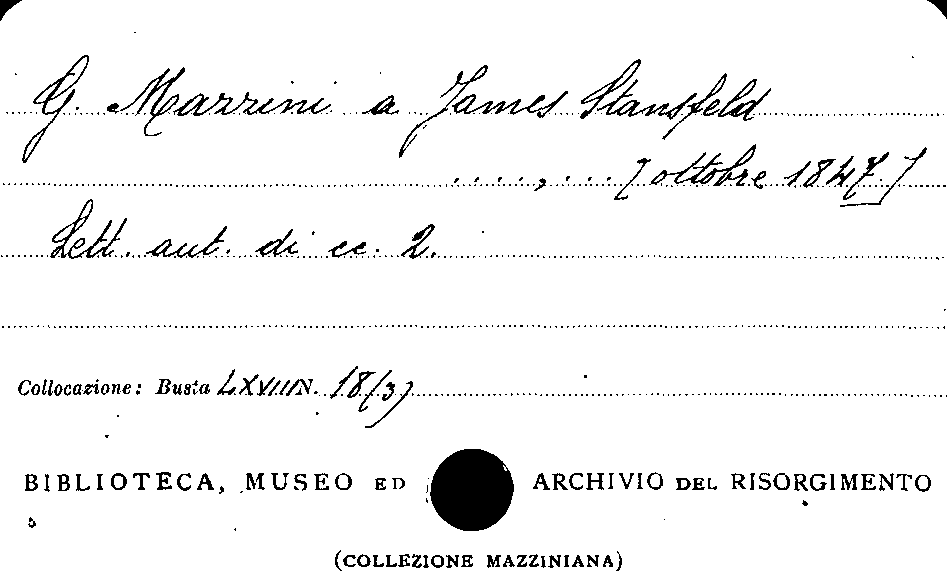 G. Mazzini a James Stansfeld
....,... [ottobre 1847.]
Lett. aut. di cc. 2.
Collocazione: Busta LXVIII N. 18/3)
BIBLIOTECA, MUSEO ED ARCHIVIO DEL RISORGIMENTO
(COLLEZIONE MAZZINIANA)